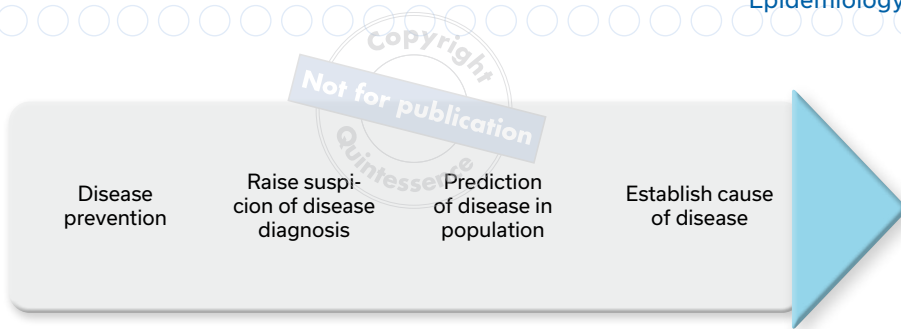 Epidemiology
Copyright
Not for publication
Quintessence
Disease
prevention
Raise suspi-
cion of disease
diagnosis
Prediction
of disease in
population
Establish cause
of disease